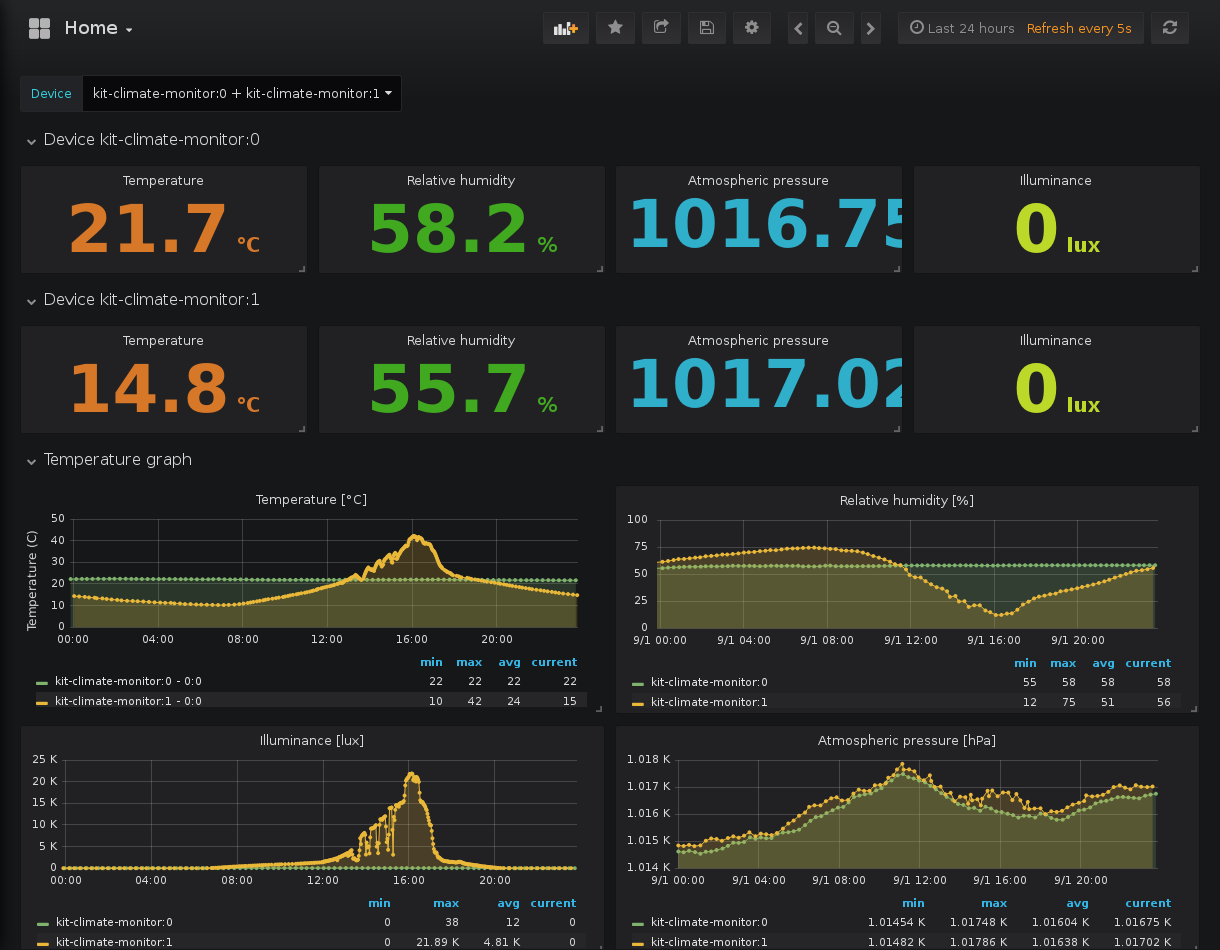 Home
Last 24 hours Refresh every 5s
Device kit-climate-monitor:0 + kit-climate-monitor:1
Device kit-climate-monitor:0
Temperature Relative humidity Atmospheric pressure Illuminance
21.7 °C 58.2 % 1016.75 0 lux
Device kit-climate-monitor:1
Temperature Relative humidity Atmospheric pressure Illuminance
14.8 °C 55.7 % 1017.02 0 lux
Temperature graph
Temperature [°C]
Temperature (C)
50
40
30
20
10
0
00:00 04:00 08:00 12:00 16:00 20:00
min max avg current
kit-climate-monitor:0 - 0:0 22 22 22 22
kit-climate-monitor:1 - 0:0 10 42 24 15
Relative humidity [%]
100
75
50
25
0
9/1 00:00 9/1 04:00 9/1 08:00 9/1 12:00 9/1 16:00 9/1 20:00
min max avg current
kit-climate-monitor:0 55 58 58 58
kit-climate-monitor:1 12 75 51 56
Illuminance [lux]
25 K
20 K
15 K
10 K
5 K
0
00:00 04:00 08:00 12:00 16:00 20:00
min max avg current
kit-climate-monitor:0 0 38 12 0
kit-climate-monitor:1 0 21.89 K 4.81 K 0
Atmospheric pressure [hPa]
1.018 K
1.017 K
1.016 K
1.015 K
1.014 K
9/1 00:00 9/1 04:00 9/1 08:00 9/1 12:00 9/1 16:00 9/1 20:00
min max avg current
kit-climate-monitor:0 1.01454 K 1.01748 K 1.01604 K 1.01675 K
kit-climate-monitor:1 1.01482 K 1.01786 K 1.01638 K 1.01702 K